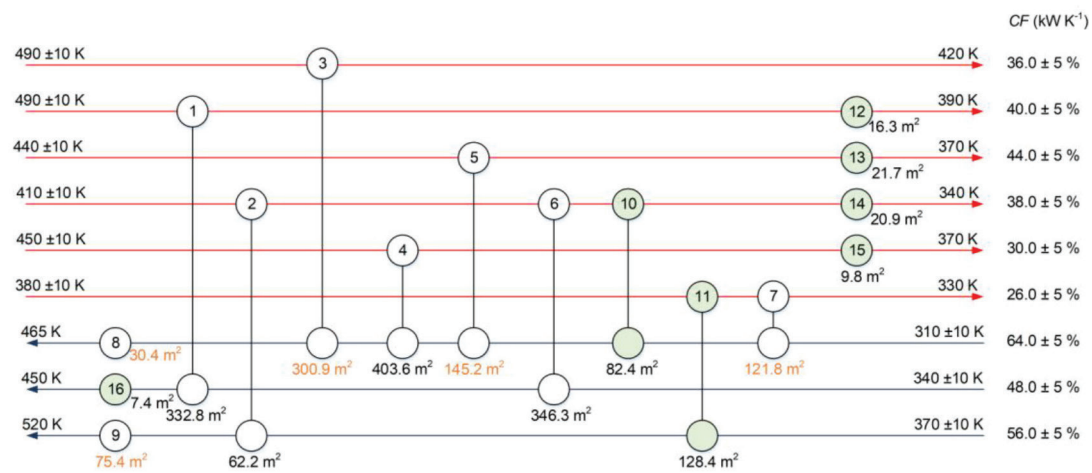 CF (kW K⁻¹)
490 ±10 K 3 420 K 36.0 ± 5 %
490 ±10 K 1 12 390 K 40.0 ± 5 %
16.3 m²
440 ±10 K 5 13 370 K 44.0 ± 5 %
21.7 m²
410 ±10 K 2 6 10 14 340 K 38.0 ± 5 %
20.9 m²
450 ±10 K 4 15 370 K 30.0 ± 5 %
9.8 m²
380 ±10 K 11 7 330 K 26.0 ± 5 %
465 K 8 310 ±10 K 64.0 ± 5 %
30.4 m² 300.9 m² 403.6 m² 145.2 m² 82.4 m² 121.8 m²
450 K 16 340 ±10 K 48.0 ± 5 %
7.4 m² 332.8 m² 346.3 m²
520 K 9 370 ±10 K 56.0 ± 5 %
75.4 m² 62.2 m² 128.4 m²